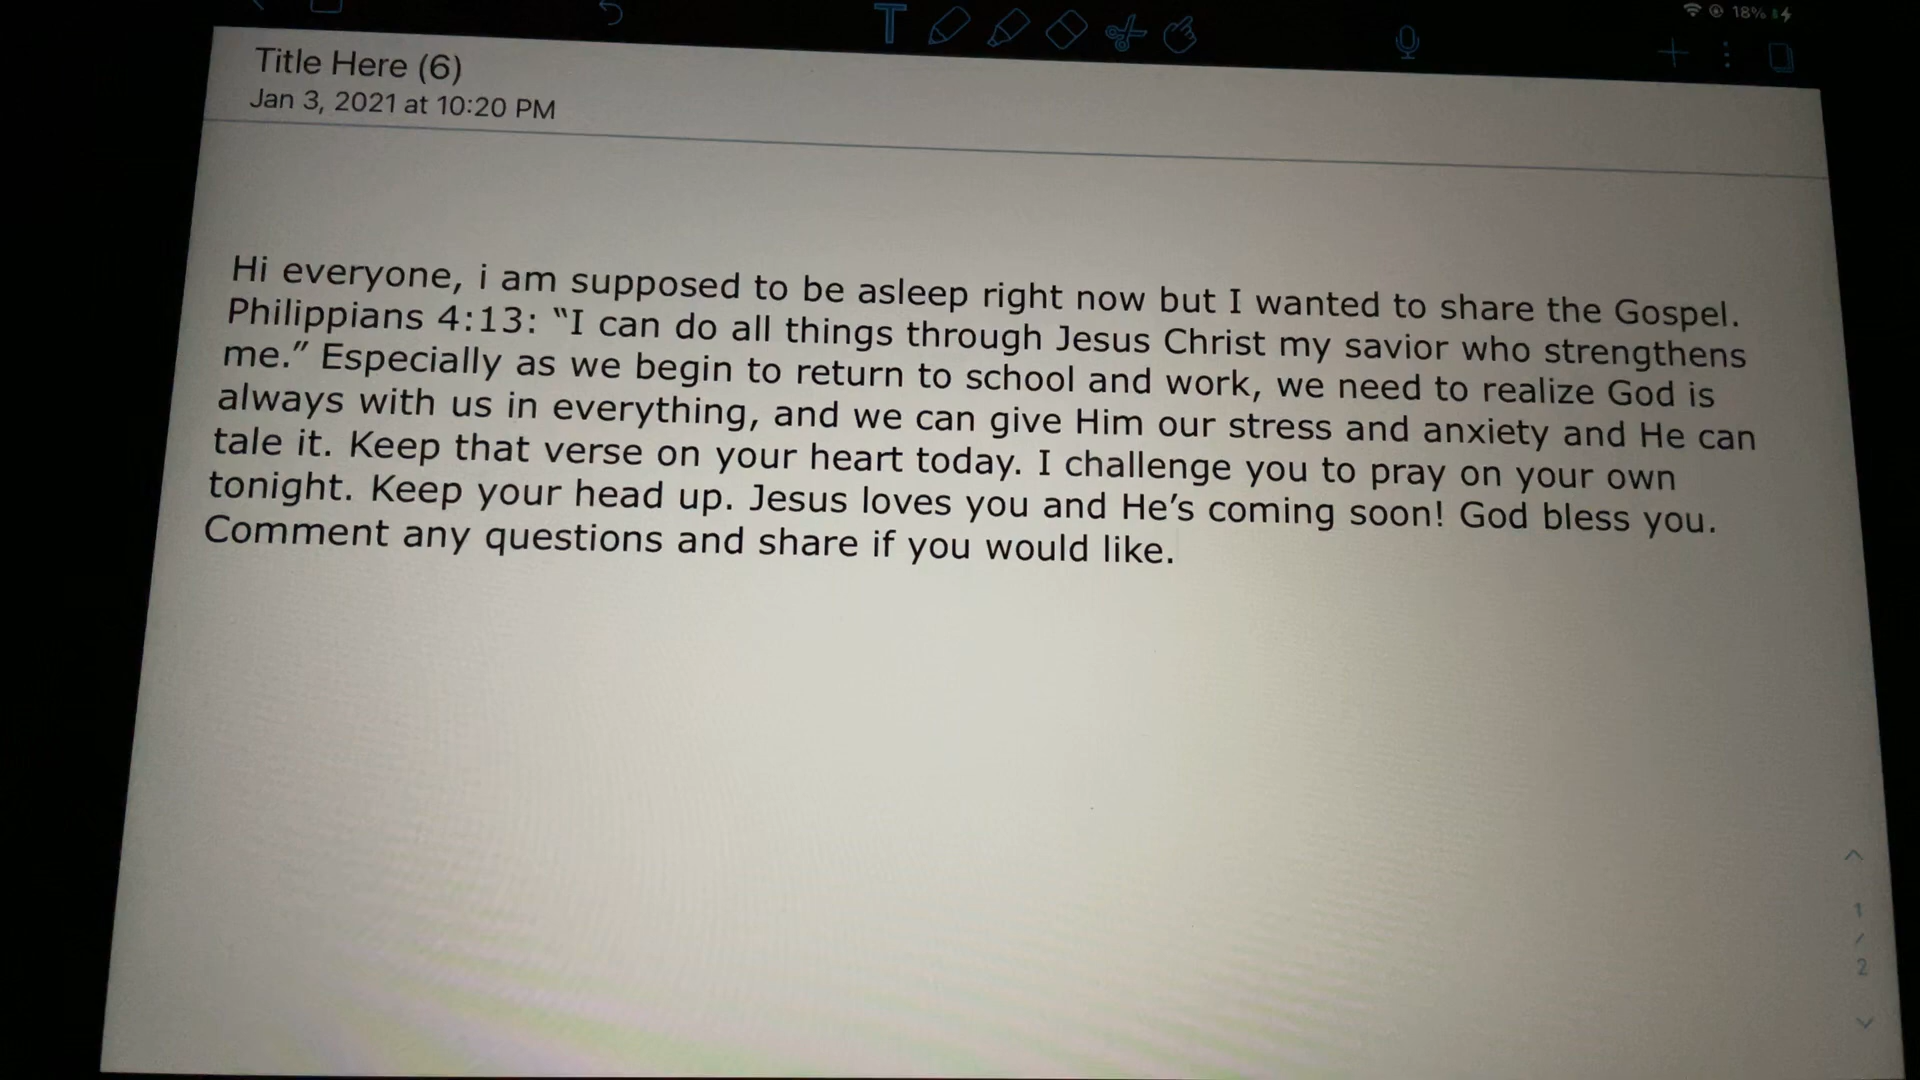 18%
Title Here (6)
Jan 3, 2021 at 10:20 PM
Hi everyone, i am supposed to be asleep right now but I wanted to share the Gospel.
Philippians 4:13: “I can do all things through Jesus Christ my savior who strengthens
me.” Especially as we begin to return to school and work, we need to realize God is
always with us in everything, and we can give Him our stress and anxiety and He can
tale it. Keep that verse on your heart today. I challenge you to pray on your own
tonight. Keep your head up. Jesus loves you and He’s coming soon! God bless you.
Comment any questions and share if you would like.
1
/
2